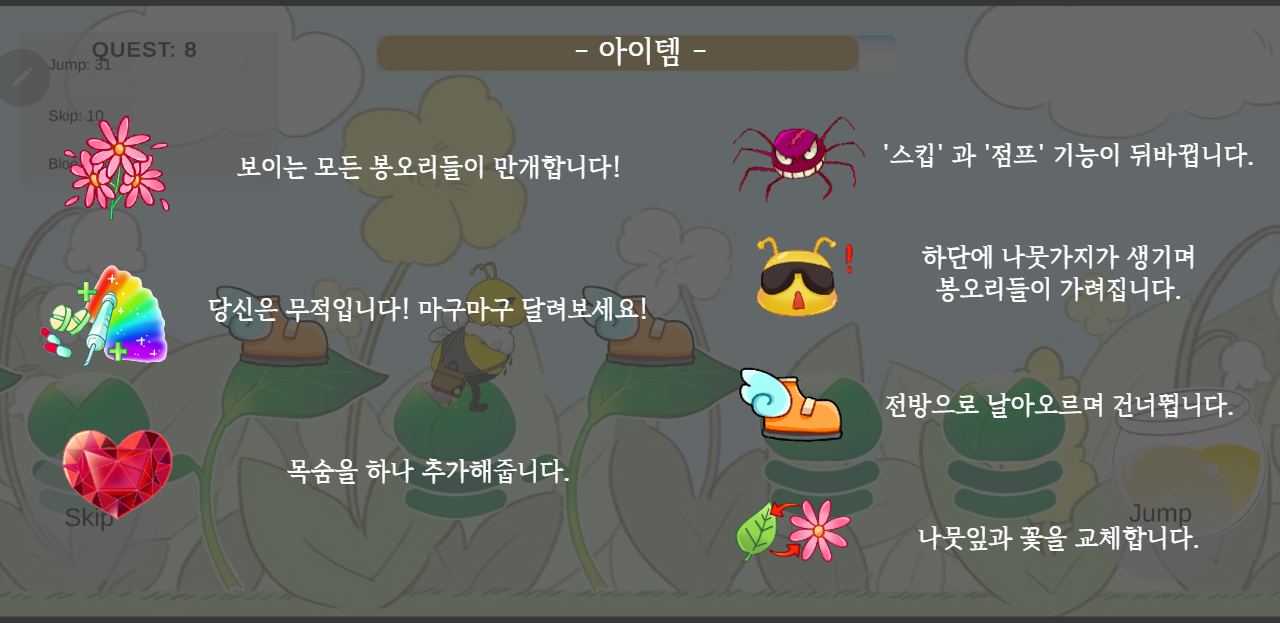 QUEST: 8
- 아이템 -
Jump: 31
Skip: 10
보이는 모든 봉오리들이 만개합니다!
'스킵' 과 '점프' 기능이 뒤바뀝니다.
하단에 나뭇가지가 생기며
봉오리들이 가려집니다.
당신은 무적입니다! 마구마구 달려보세요!
전방으로 날아오르며 건너뜁니다.
목숨을 하나 추가해줍니다.
Skip
Jump
나뭇잎과 꽃을 교체합니다.